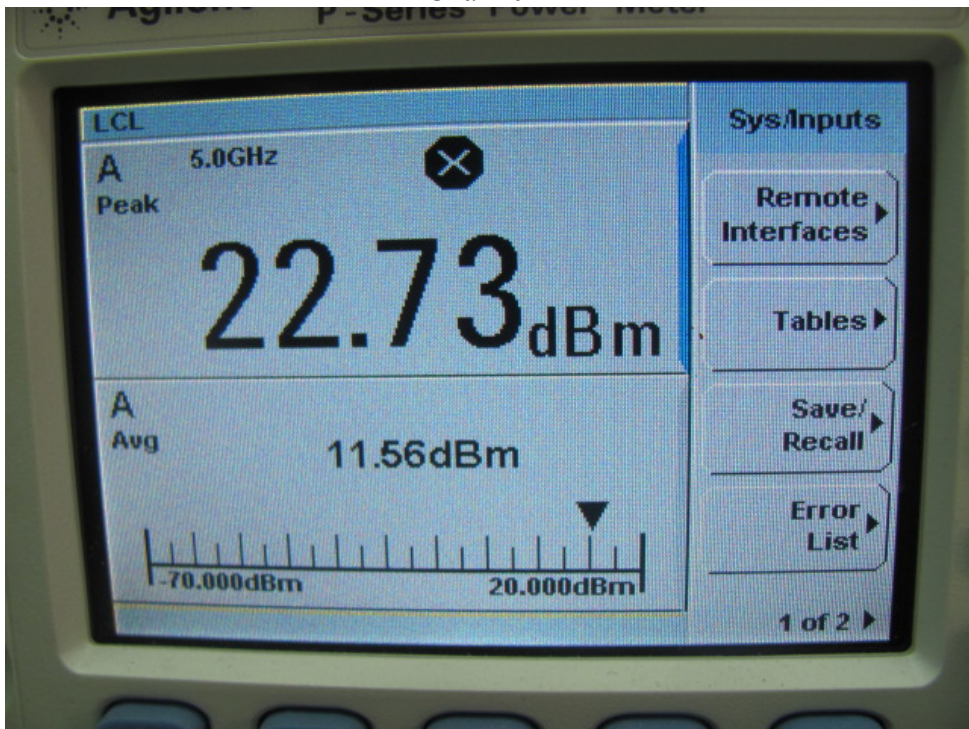 Agilent P-Series Power Meter
LCL
Sys/Inputs
A 5.0GHz
Peak
22.73dBm
A
Avg
11.56dBm
-70.000dBm 20.000dBm
Remote
Interfaces
Tables
Save/
Recall
Error
List
1 of 2